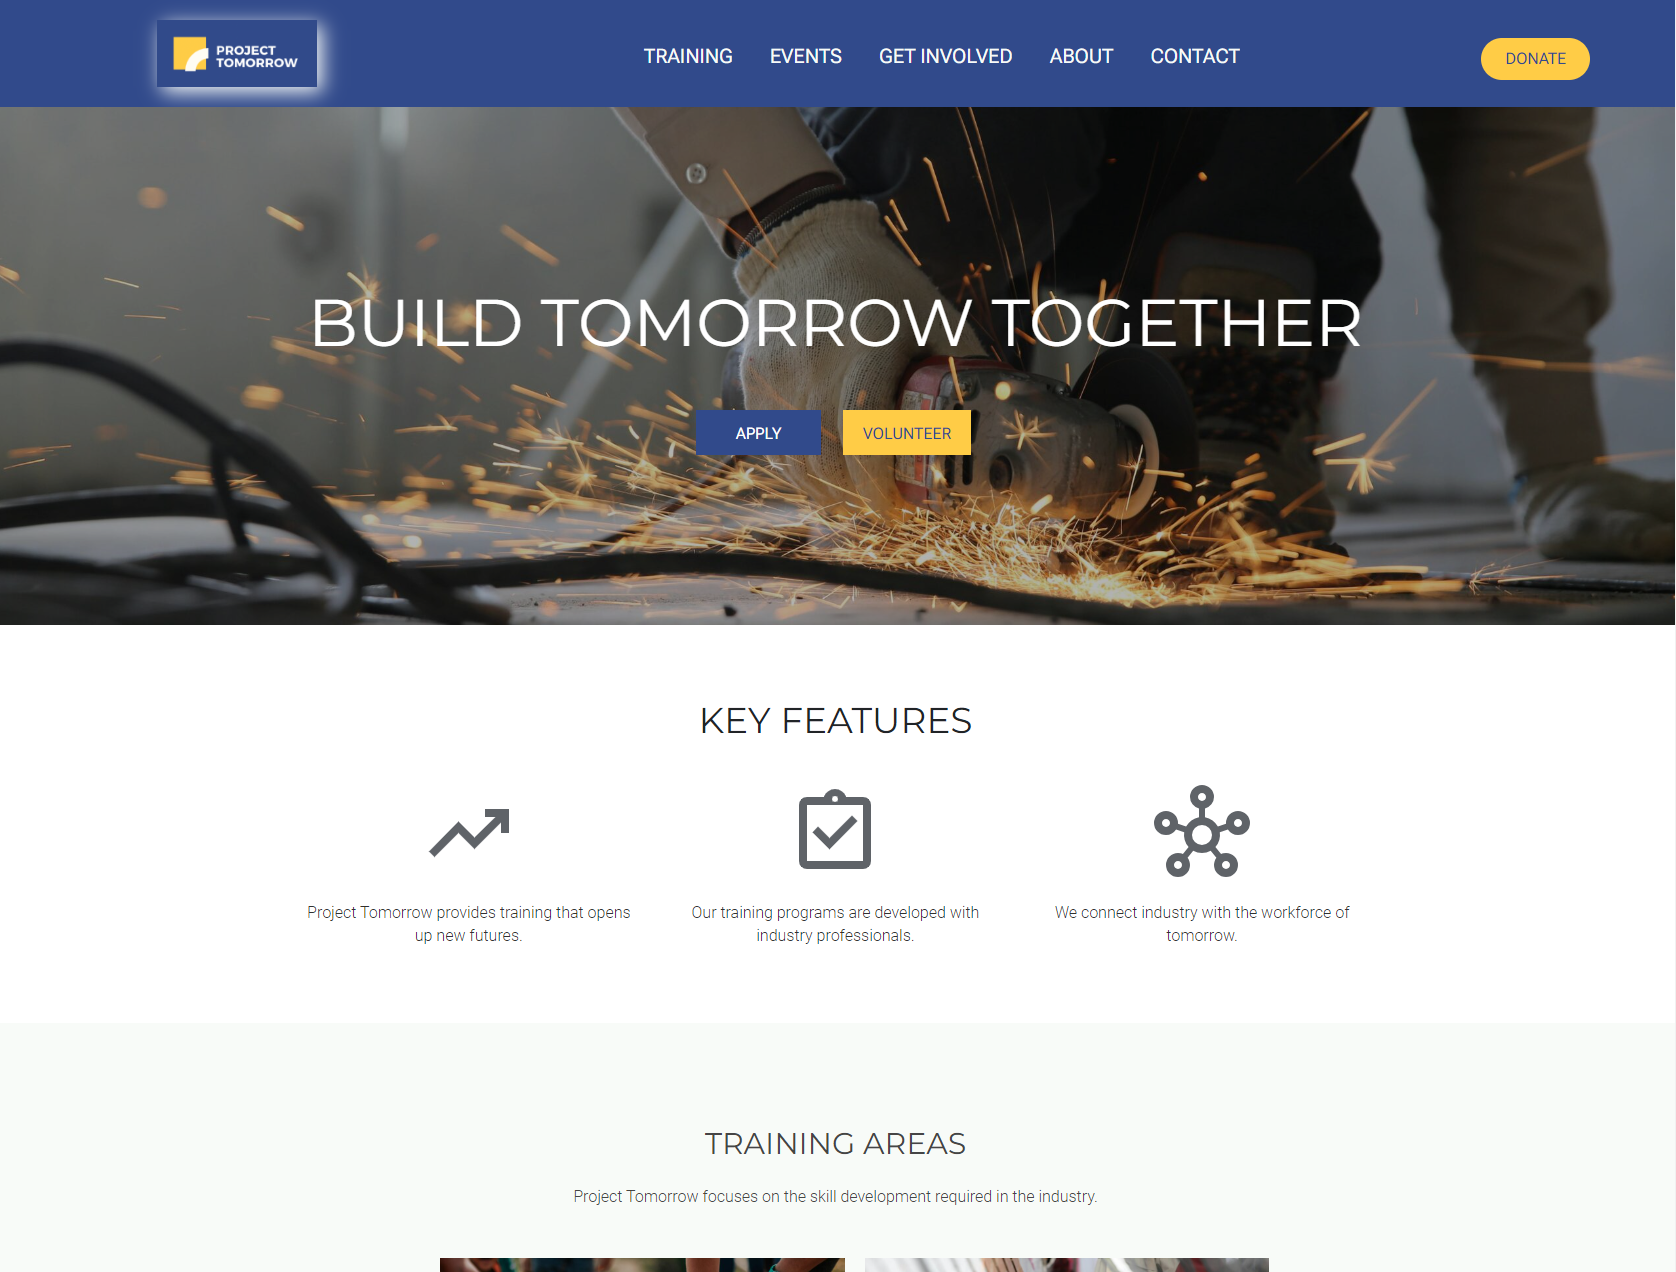 PROJECT
TOMORROW
TRAINING EVENTS GET INVOLVED ABOUT CONTACT
DONATE
BUILD TOMORROW TOGETHER
APPLY
VOLUNTEER
KEY FEATURES
Project Tomorrow provides training that opens
up new futures.
Our training programs are developed with
industry professionals.
We connect industry with the workforce of
tomorrow.
TRAINING AREAS
Project Tomorrow focuses on the skill development required in the industry.